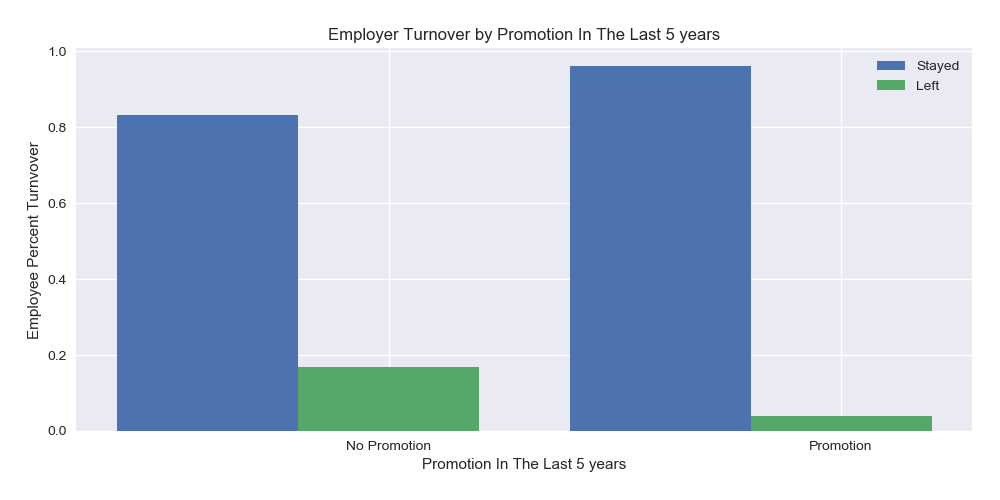 Employer Turnover by Promotion In The Last 5 years
1.0
0.8
0.6
0.4
0.2
0.0
Employee Percent Turnvover
Stayed
Left
No Promotion
Promotion
Promotion In The Last 5 years